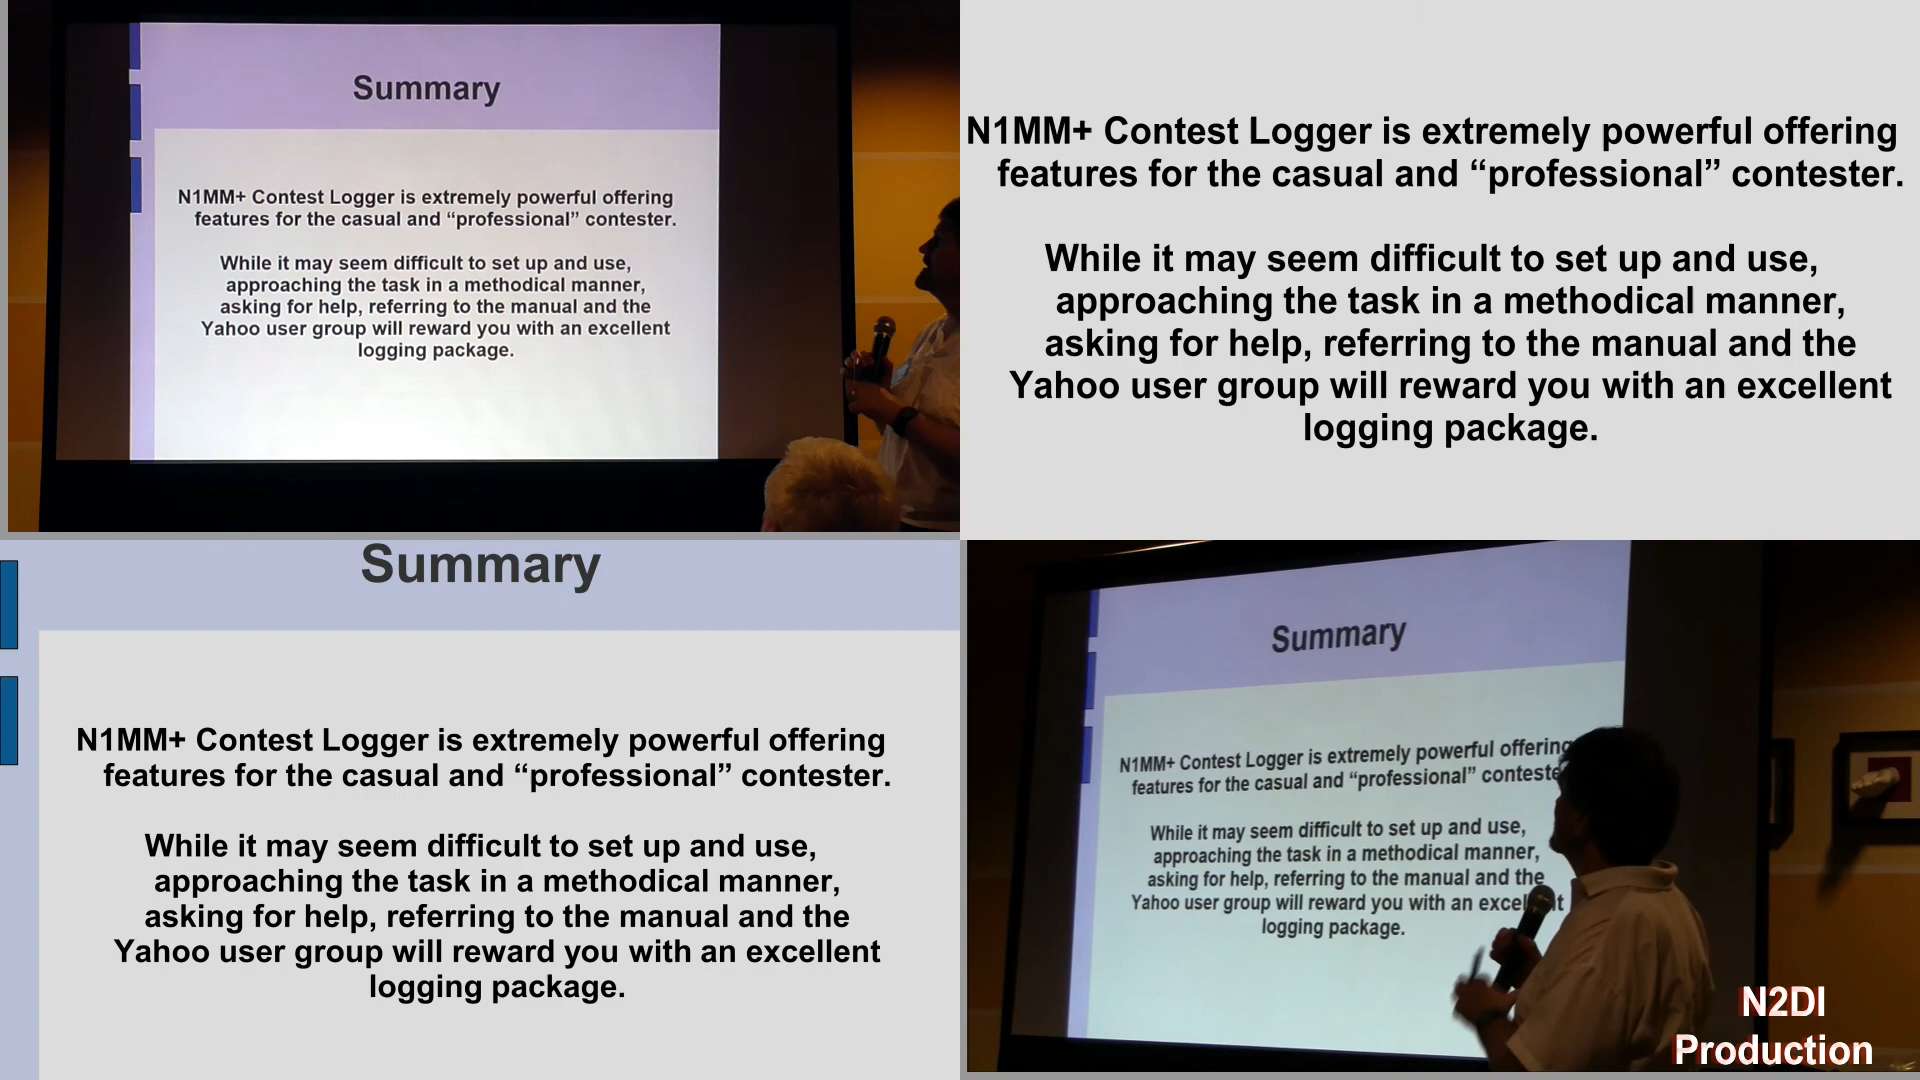 Summary
N1MM+ Contest Logger is extremely powerful offering
features for the casual and “professional” contester.
While it may seem difficult to set up and use,
approaching the task in a methodical manner,
asking for help, referring to the manual and the
Yahoo user group will reward you with an excellent
logging package.
N1MM+ Contest Logger is extremely powerful offering
features for the casual and “professional” contester.
While it may seem difficult to set up and use,
approaching the task in a methodical manner,
asking for help, referring to the manual and the
Yahoo user group will reward you with an excellent
logging package.
Summary
N1MM+ Contest Logger is extremely powerful offering
features for the casual and “professional” contester.
While it may seem difficult to set up and use,
approaching the task in a methodical manner,
asking for help, referring to the manual and the
Yahoo user group will reward you with an excellent
logging package.
Summary
N1MM+ Contest Logger is extremely powerful offering
features for the casual and “professional” conteste
While it may seem difficult to set up and use,
approaching the task in a methodical manner,
asking for help, referring to the manual and the
Yahoo user group will reward you with an excellent
logging package.
N2DI
Production